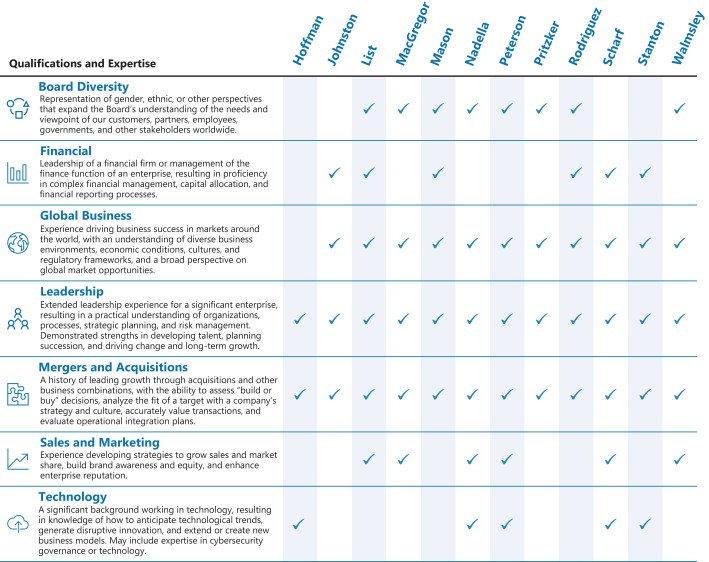 Qualifications and Expertise
Hoffman
Johnston
List
MacGregor
Mason
Nadella
Peterson
Pritzker
Rodriguez
Scharf
Stanton
Walmsley
Board Diversity
Representation of gender, ethnic, or other perspectives
that expand the Board's understanding of the needs and
viewpoint of our customers, partners, employees,
governments, and other stakeholders worldwide.
Financial
Leadership of a financial firm or management of the
finance function of an enterprise, resulting in proficiency
in complex financial management, capital allocation, and
financial reporting processes.
Global Business
Experience driving business success in markets around
the world, with an understanding of diverse business
environments, economic conditions, cultures, and
regulatory frameworks, and a broad perspective on
global market opportunities.
Leadership
Extended leadership experience for a significant enterprise,
resulting in a practical understanding of organizations,
processes, strategic planning, and risk management.
Demonstrated strengths in developing talent, planning
succession, and driving change and long-term growth.
Mergers and Acquisitions
A history of leading growth through acquisitions and other
business combinations, with the ability to assess "build or
buy" decisions, analyze the fit of a target with a company's
strategy and culture, accurately value transactions, and
evaluate operational integration plans.
Sales and Marketing
Experience developing strategies to grow sales and market
share, build brand awareness and equity, and enhance
enterprise reputation.
Technology
A significant background working in technology, resulting
in knowledge of how to anticipate technological trends,
generate disruptive innovation, and extend or create new
business models. May include expertise in cybersecurity
governance or technology.